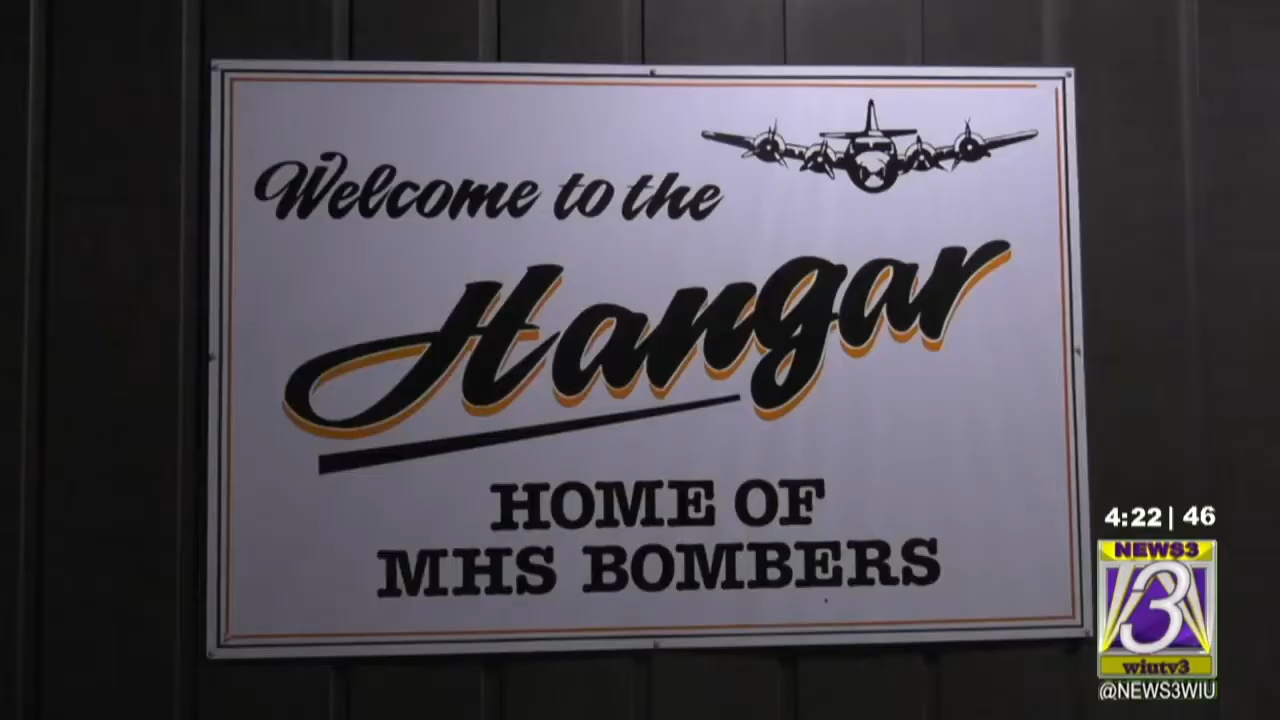 Welcome to the
Hangar
HOME OF
MHS BOMBERS
4:22 | 46
NEWS3
3
wiutv3
@NEWS3WIU